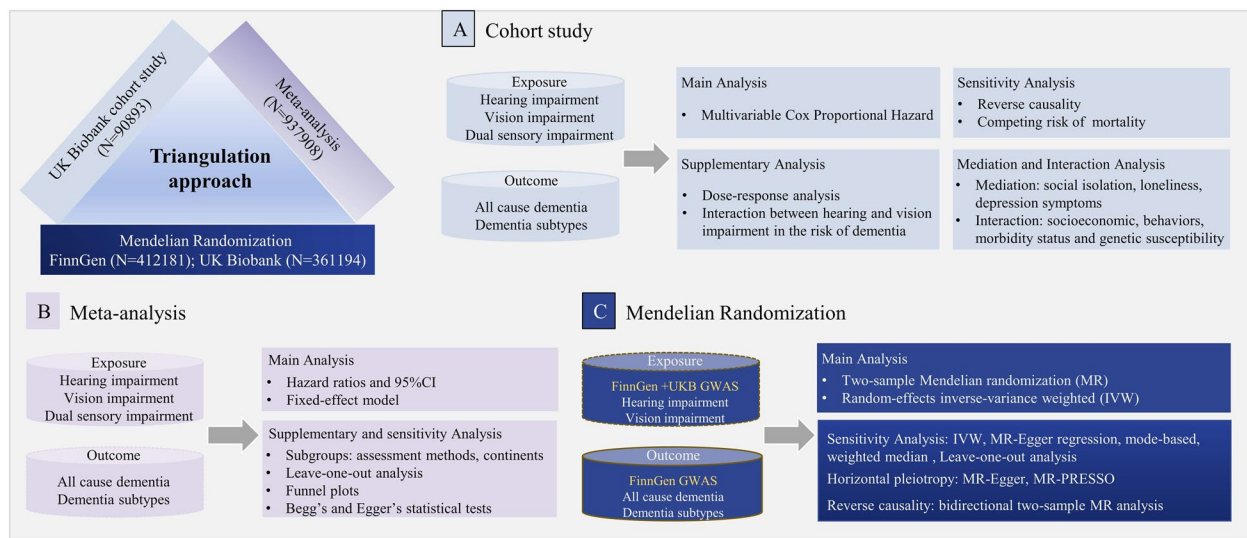 UK Biobank cohort study
(N=90893)
Meta-analysis
(N=937908)
Triangulation
approach
Mendelian Randomization
FinnGen (N=412181); UK Biobank (N=361194)
A Cohort study
Exposure
Hearing impairment
Vision impairment
Dual sensory impairment
Outcome
All cause dementia
Dementia subtypes
Main Analysis
• Multivariable Cox Proportional Hazard
Sensitivity Analysis
• Reverse causality
• Competing risk of mortality
Supplementary Analysis
• Dose-response analysis
• Interaction between hearing and vision
impairment in the risk of dementia
Mediation and Interaction Analysis
• Mediation: social isolation, loneliness,
depression symptoms
• Interaction: socioeconomic, behaviors,
morbidity status and genetic susceptibility
B Meta-analysis
Exposure
Hearing impairment
Vision impairment
Dual sensory impairment
Outcome
All cause dementia
Dementia subtypes
Main Analysis
• Hazard ratios and 95%CI
• Fixed-effect model
Supplementary and sensitivity Analysis
• Subgroups: assessment methods, continents
• Leave-one-out analysis
• Funnel plots
• Begg's and Egger's statistical tests
C Mendelian Randomization
Exposure
FinnGen +UKB GWAS
Hearing impairment
Vision impairment
Outcome
FinnGen GWAS
All cause dementia
Dementia subtypes
Main Analysis
• Two-sample Mendelian randomization (MR)
• Random-effects inverse-variance weighted (IVW)
Sensitivity Analysis: IVW, MR-Egger regression, mode-based,
weighted median , Leave-one-out analysis
Horizontal pleiotropy: MR-Egger, MR-PRESSO
Reverse causality: bidirectional two-sample MR analysis